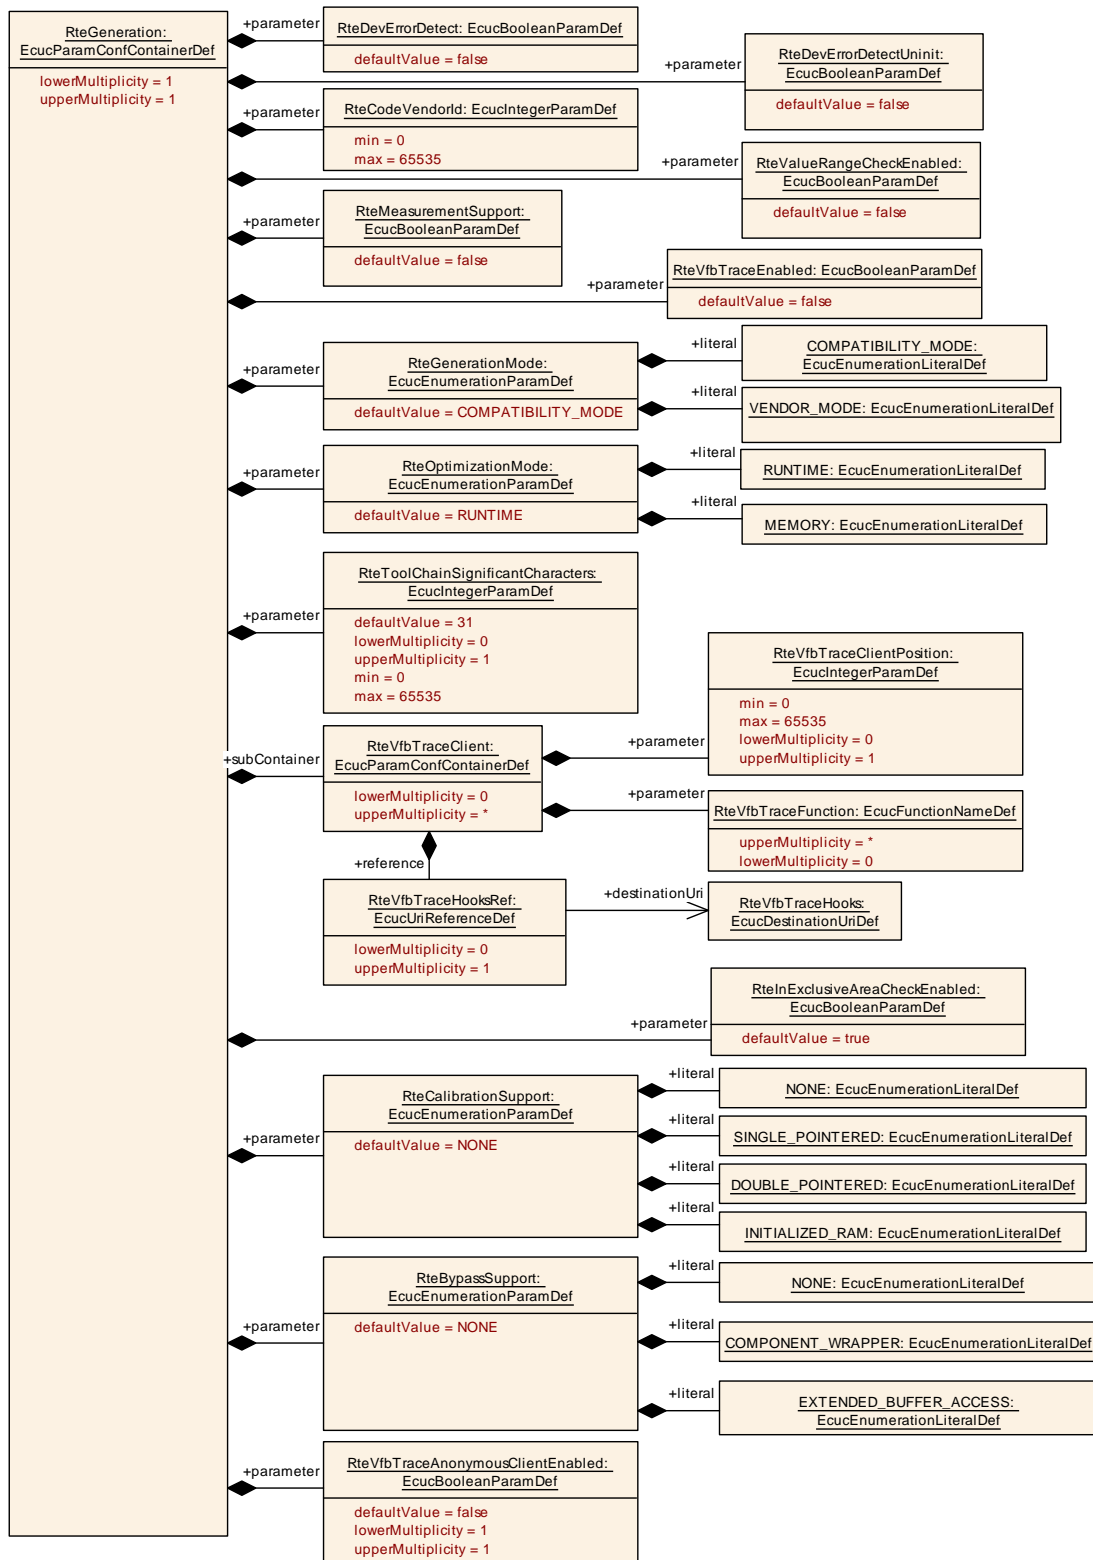 RteGeneration:
EcucParamConfContainerDef
lowerMultiplicity = 1
upperMultiplicity = 1
+parameter
RteDevErrorDetect: EcucBooleanParamDef
defaultValue = false
+parameter
RteDevErrorDetectUninit:
EcucBooleanParamDef
defaultValue = false
+parameter
RteCodeVendorId: EcucIntegerParamDef
min = 0
max = 65535
+parameter
RteValueRangeCheckEnabled:
EcucBooleanParamDef
defaultValue = false
+parameter
RteMeasurementSupport:
EcucBooleanParamDef
defaultValue = false
+parameter
RteVfbTraceEnabled: EcucBooleanParamDef
defaultValue = false
+parameter
RteGenerationMode:
EcucEnumerationParamDef
defaultValue = COMPATIBILITY_MODE
+literal
COMPATIBILITY_MODE:
EcucEnumerationLiteralDef
+literal
VENDOR_MODE: EcucEnumerationLiteralDef
+parameter
RteOptimizationMode:
EcucEnumerationParamDef
defaultValue = RUNTIME
+literal
RUNTIME: EcucEnumerationLiteralDef
+literal
MEMORY: EcucEnumerationLiteralDef
+parameter
RteToolChainSignificantCharacters:
EcucIntegerParamDef
defaultValue = 31
lowerMultiplicity = 0
upperMultiplicity = 1
min = 0
max = 65535
+subContainer
RteVfbTraceClient:
EcucParamConfContainerDef
lowerMultiplicity = 0
upperMultiplicity = *
+parameter
RteVfbTraceClientPosition:
EcucIntegerParamDef
min = 0
max = 65535
lowerMultiplicity = 0
upperMultiplicity = 1
+parameter
RteVfbTraceFunction: EcucFunctionNameDef
upperMultiplicity = *
lowerMultiplicity = 0
+reference
RteVfbTraceHooksRef:
EcucUriReferenceDef
lowerMultiplicity = 0
upperMultiplicity = 1
+destinationUri
RteVfbTraceHooks:
EcucDestinationUriDef
+parameter
RteInExclusiveAreaCheckEnabled:
EcucBooleanParamDef
defaultValue = true
+parameter
RteCalibrationSupport:
EcucEnumerationParamDef
defaultValue = NONE
+literal
NONE: EcucEnumerationLiteralDef
+literal
SINGLE_POINTERED: EcucEnumerationLiteralDef
+literal
DOUBLE_POINTERED: EcucEnumerationLiteralDef
+literal
INITIALIZED_RAM: EcucEnumerationLiteralDef
+parameter
RteBypassSupport:
EcucEnumerationParamDef
defaultValue = NONE
+literal
NONE: EcucEnumerationLiteralDef
+literal
COMPONENT_WRAPPER: EcucEnumerationLiteralDef
+literal
EXTENDED_BUFFER_ACCESS:
EcucEnumerationLiteralDef
+parameter
RteVfbTraceAnonymousClientEnabled:
EcucBooleanParamDef
defaultValue = false
lowerMultiplicity = 1
upperMultiplicity = 1